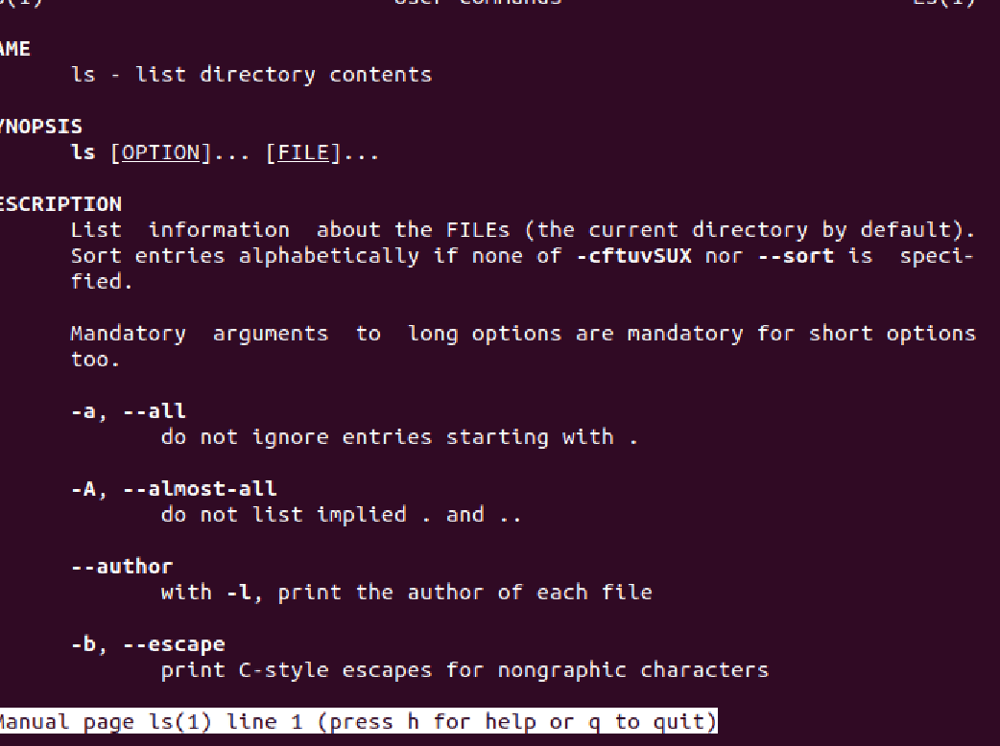 User Commands
AME
ls - list directory contents
YNOPSIS
ls [OPTION]... [FILE]...
ESCRIPTION
List information about the FILEs (the current directory by default).
Sort entries alphabetically if none of -cftuvSUX nor --sort is speci-
fied.
Mandatory arguments to long options are mandatory for short options
too.
-a, --all
do not ignore entries starting with .
-A, --almost-all
do not list implied . and ..
--author
with -l, print the author of each file
-b, --escape
print C-style escapes for nongraphic characters
Manual page ls(1) line 1 (press h for help or q to quit)